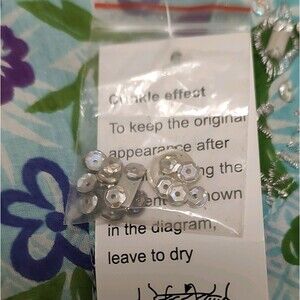 Crinkle effect
To keep the original
appearance after
the
shown
in the diagram,
leave to dry